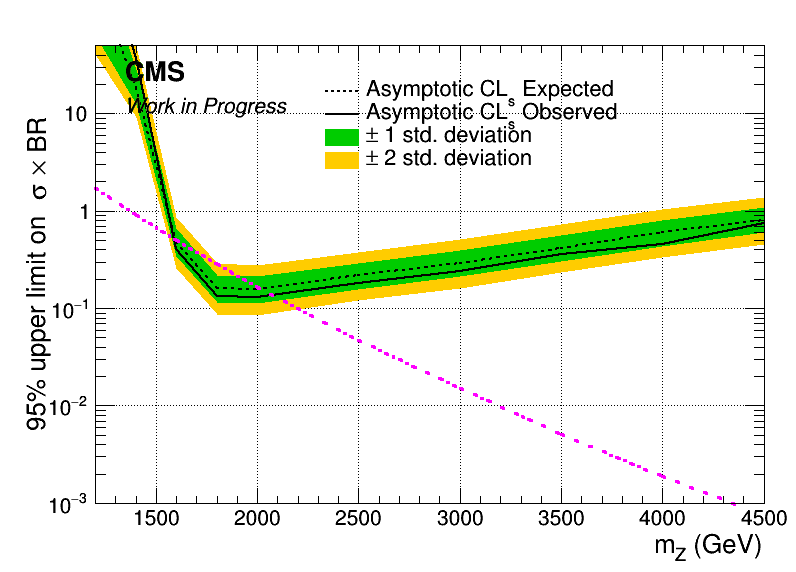 CMS
Work in Progress
Asymptotic CLₛ Expected
Asymptotic CLₛ Observed
± 1 std. deviation
± 2 std. deviation
95% upper limit on σ × BR
10
1
10⁻¹
10⁻²
10⁻³
1500 2000 2500 3000 3500 4000 4500
m_Z (GeV)